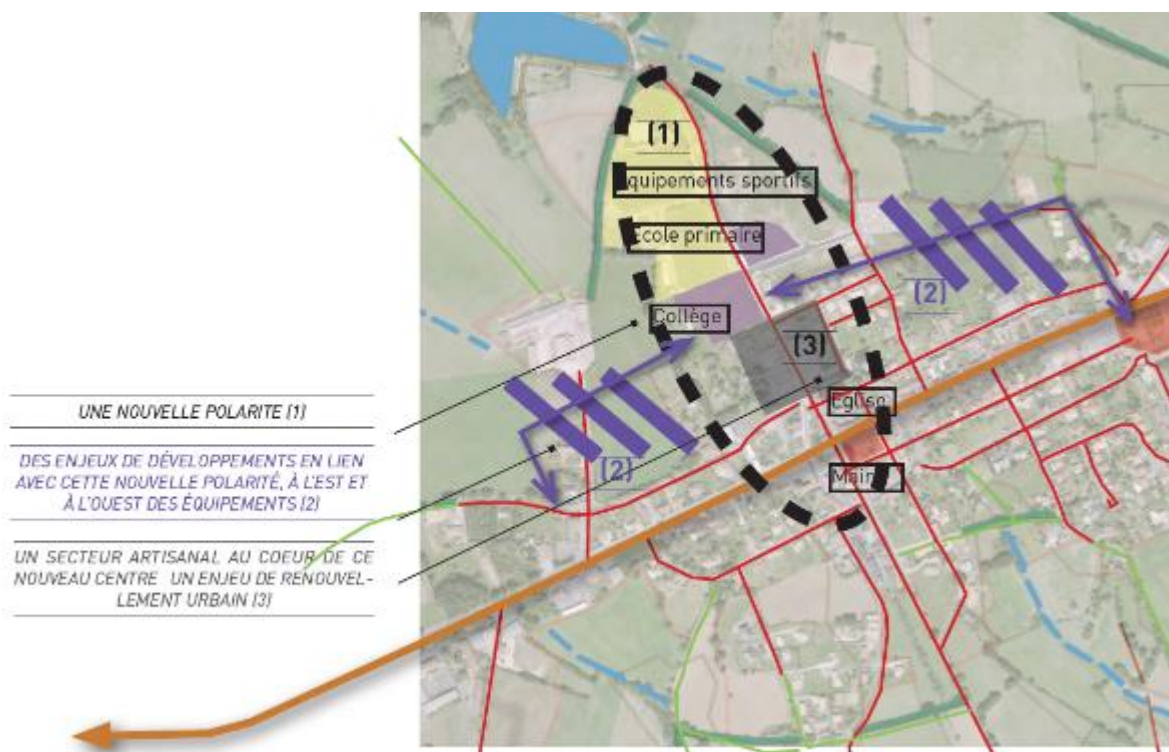 (1)
Equipements sportifs
Ecole primaire
(2)
Collège
(3)
UNE NOUVELLE POLARITE (1)
Eglise
DES ENJEUX DE DÉVELOPPEMENTS EN LIEN
AVEC CETTE NOUVELLE POLARITÉ, À L'EST ET
À L'OUEST DES ÉQUIPEMENTS (2)
(2)
Mairie
UN SECTEUR ARTISANAL AU COEUR DE CE
NOUVEAU CENTRE UN ENJEU DE RENOUVEL-
LEMENT URBAIN (3)